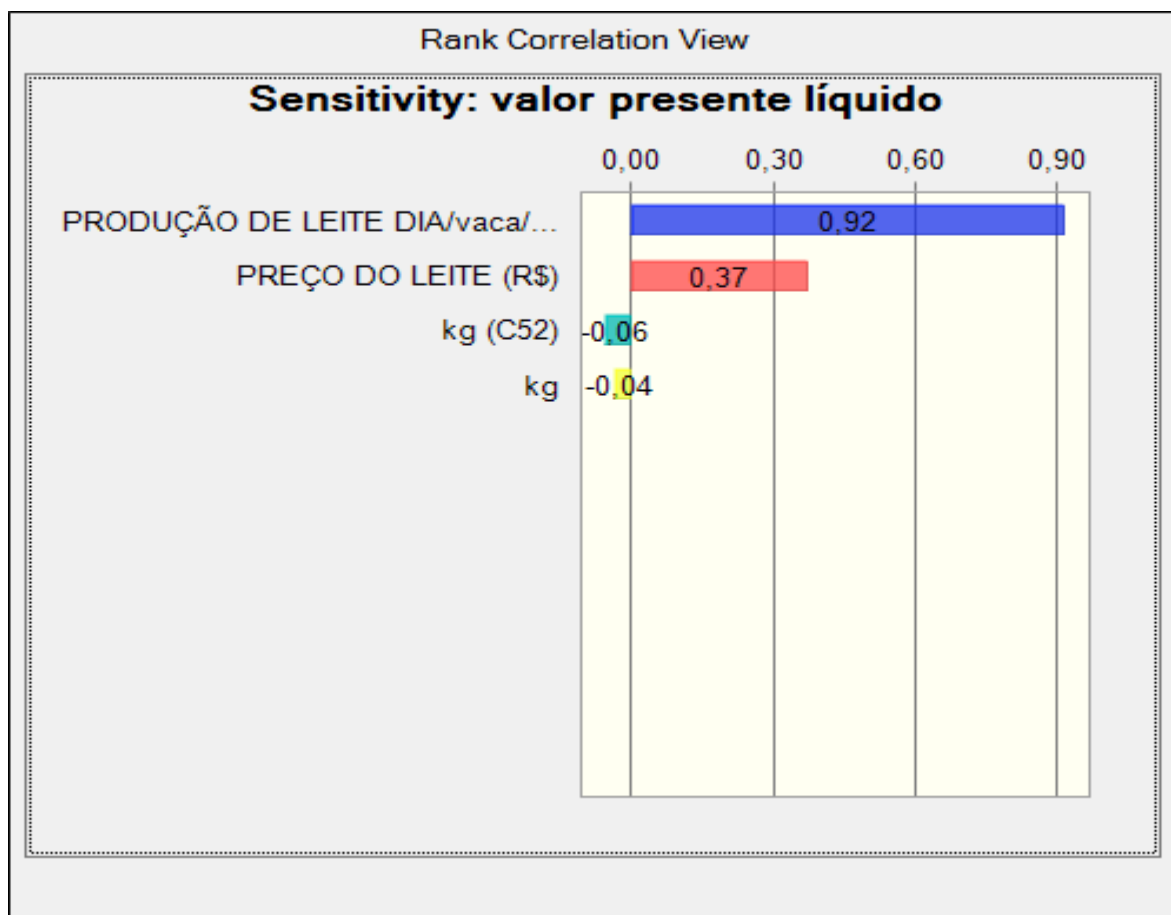 Rank Correlation View
Sensitivity: valor presente líquido
0,00 0,30 0,60 0,90
PRODUÇÃO DE LEITE DIA/vaca/... 0,92
PREÇO DO LEITE (R$) 0,37
kg (C52) -0,06
kg -0,04